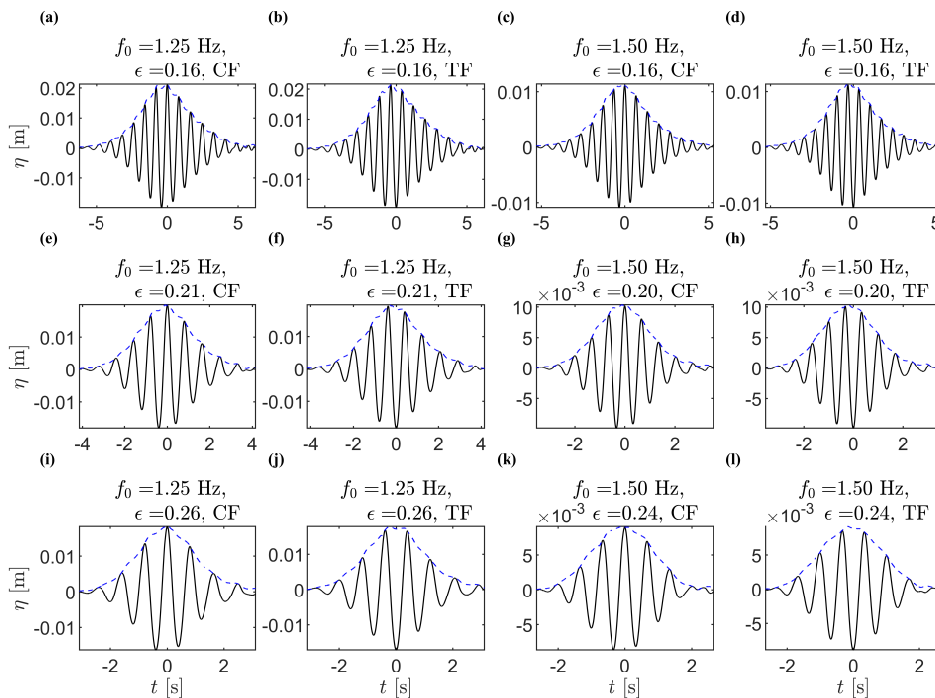 (a) (b) (c) (d)
f₀ =1.25 Hz, f₀ =1.25 Hz, f₀ =1.50 Hz, f₀ =1.50 Hz,
ϵ =0.16, CF ϵ =0.16, TF ϵ =0.16, CF ϵ =0.16, TF
0.02 0.02 0.01 0.01
0.01 0.01
η [m] 0 0 0 0
-0.01 -0.01 -0.01 -0.01
-5 0 5 -5 0 5 -5 0 5 -5 0 5
(e) (f) (g) (h)
f₀ =1.25 Hz, f₀ =1.25 Hz, f₀ =1.50 Hz, f₀ =1.50 Hz,
ϵ =0.21, CF ϵ =0.21, TF ×10⁻³ ϵ =0.20, CF ×10⁻³ ϵ =0.20, TF
10 10
0.01 0.01 5 5
η [m] 0 0 0 0
-0.01 -0.01 -5 -5
-4 -2 0 2 4 -4 -2 0 2 4 -2 0 2 -2 0 2
(i) (j) (k) (l)
f₀ =1.25 Hz, f₀ =1.25 Hz, f₀ =1.50 Hz, f₀ =1.50 Hz,
ϵ =0.26, CF ϵ =0.26, TF ×10⁻³ ϵ =0.24, CF ×10⁻³ ϵ =0.24, TF
0.01 0.01 5 5
η [m] 0 0 0 0
-0.01 -0.01 -5 -5
-2 0 2 -2 0 2 -2 0 2 -2 0 2
t [s] t [s] t [s] t [s]